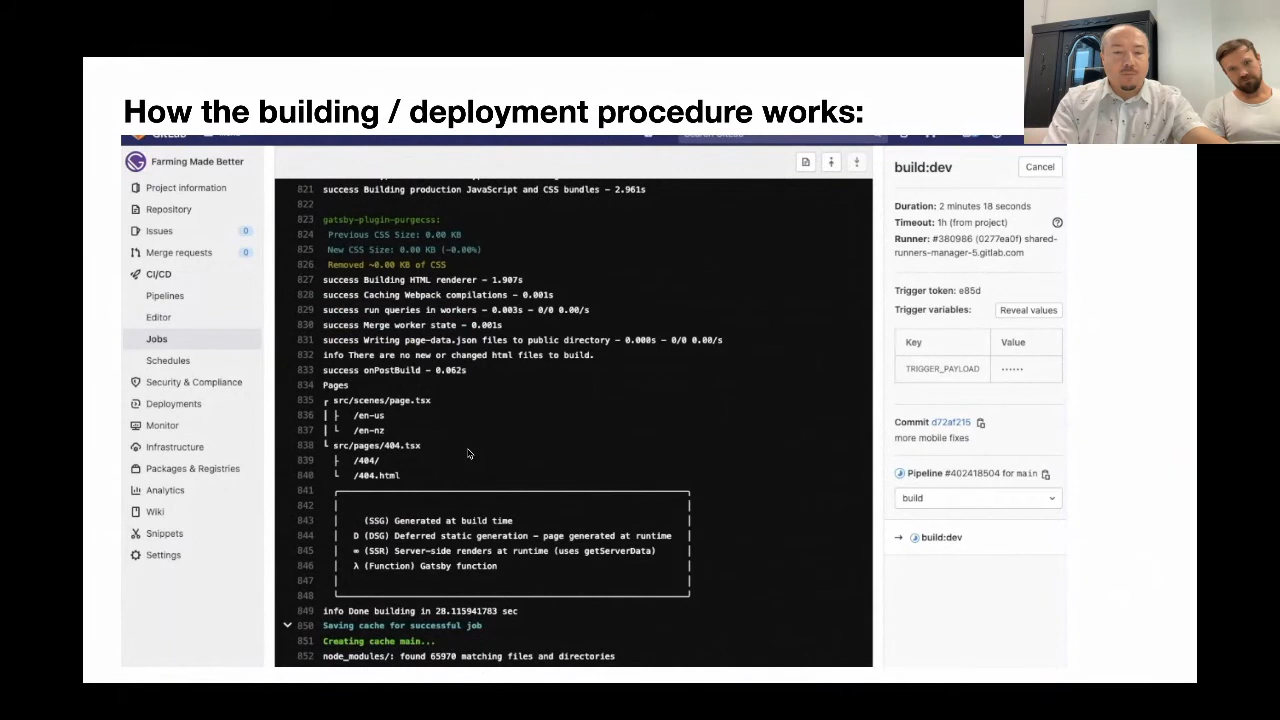 How the building / deployment procedure works:
Farming Made Better
Project information
Repository
Issues 0
Merge requests 0
CI/CD
Pipelines
Editor
Jobs
Schedules
Security & Compliance
Deployments
Monitor
Infrastructure
Packages & Registries
Analytics
Wiki
Snippets
Settings
821 success Building production JavaScript and CSS bundles - 2.961s
822
823 gatsby-plugin-purgecss:
824 Previous CSS Size: 0.00 KB
825 New CSS Size: 0.00 KB (-0.00%)
826 Removed ~0.00 KB of CSS
827 success Building HTML renderer - 1.907s
828 success Caching Webpack compilations - 0.001s
829 success run queries in workers - 0.003s - 0/0 0.00/s
830 success Merge worker state - 0.001s
831 success Writing page-data.json files to public directory - 0.000s - 0/0 0.00/s
832 info There are no new or changed html files to build.
833 success onPostBuild - 0.062s
834 Pages
835 ┌ src/scenes/page.tsx
836 │ ├ /en-us
837 │ └ /en-nz
838 └ src/pages/404.tsx
839 ├ /404/
840 └ /404.html
841
842
843 (SSG) Generated at build time
844 D (DSG) Deferred static generation - page generated at runtime
845 ∞ (SSR) Server-side renders at runtime (uses getServerData)
846 λ (Function) Gatsby function
847
848
849 info Done building in 28.115941783 sec
850 Saving cache for successful job
851 Creating cache main...
852 node_modules/: found 65970 matching files and directories
build:dev
Cancel
Duration: 2 minutes 18 seconds
Timeout: 1h (from project)
Runner: #380986 (0277ea0f) shared-
runners-manager-5.gitlab.com
Trigger token: e85d
Trigger variables: Reveal values
Key Value
TRIGGER_PAYLOAD ••••••
Commit d72af215
more mobile fixes
Pipeline #402418504 for main
build
→ build:dev